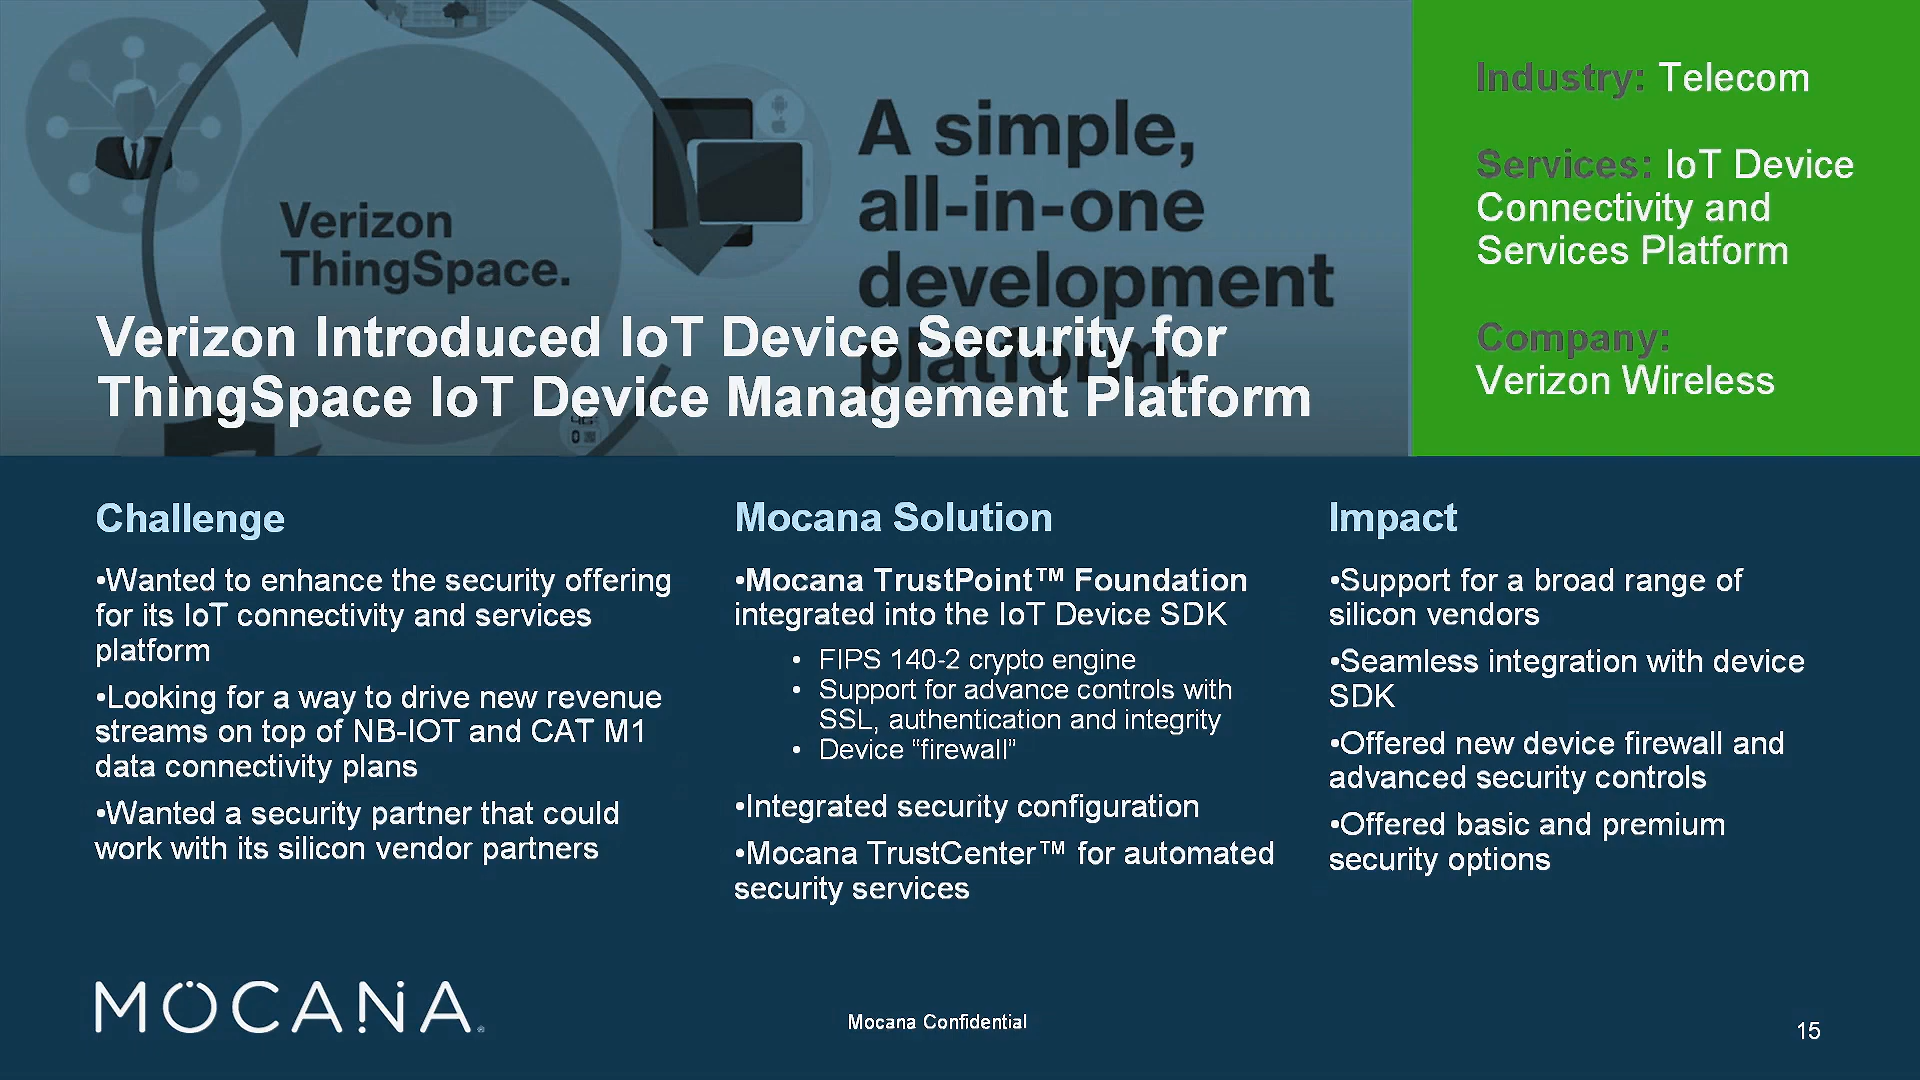 Verizon
ThingSpace.
A simple,
all-in-one
development
platform.
Verizon Introduced IoT Device Security for
ThingSpace IoT Device Management Platform
Industry: Telecom
Services: IoT Device
Connectivity and
Services Platform
Company:
Verizon Wireless
Challenge
•Wanted to enhance the security offering
for its IoT connectivity and services
platform
•Looking for a way to drive new revenue
streams on top of NB-IOT and CAT M1
data connectivity plans
•Wanted a security partner that could
work with its silicon vendor partners
Mocana Solution
•Mocana TrustPoint™ Foundation
integrated into the IoT Device SDK
• FIPS 140-2 crypto engine
• Support for advance controls with
SSL, authentication and integrity
• Device “firewall”
•Integrated security configuration
•Mocana TrustCenter™ for automated
security services
Impact
•Support for a broad range of
silicon vendors
•Seamless integration with device
SDK
•Offered new device firewall and
advanced security controls
•Offered basic and premium
security options
MOCANA®
Mocana Confidential
15